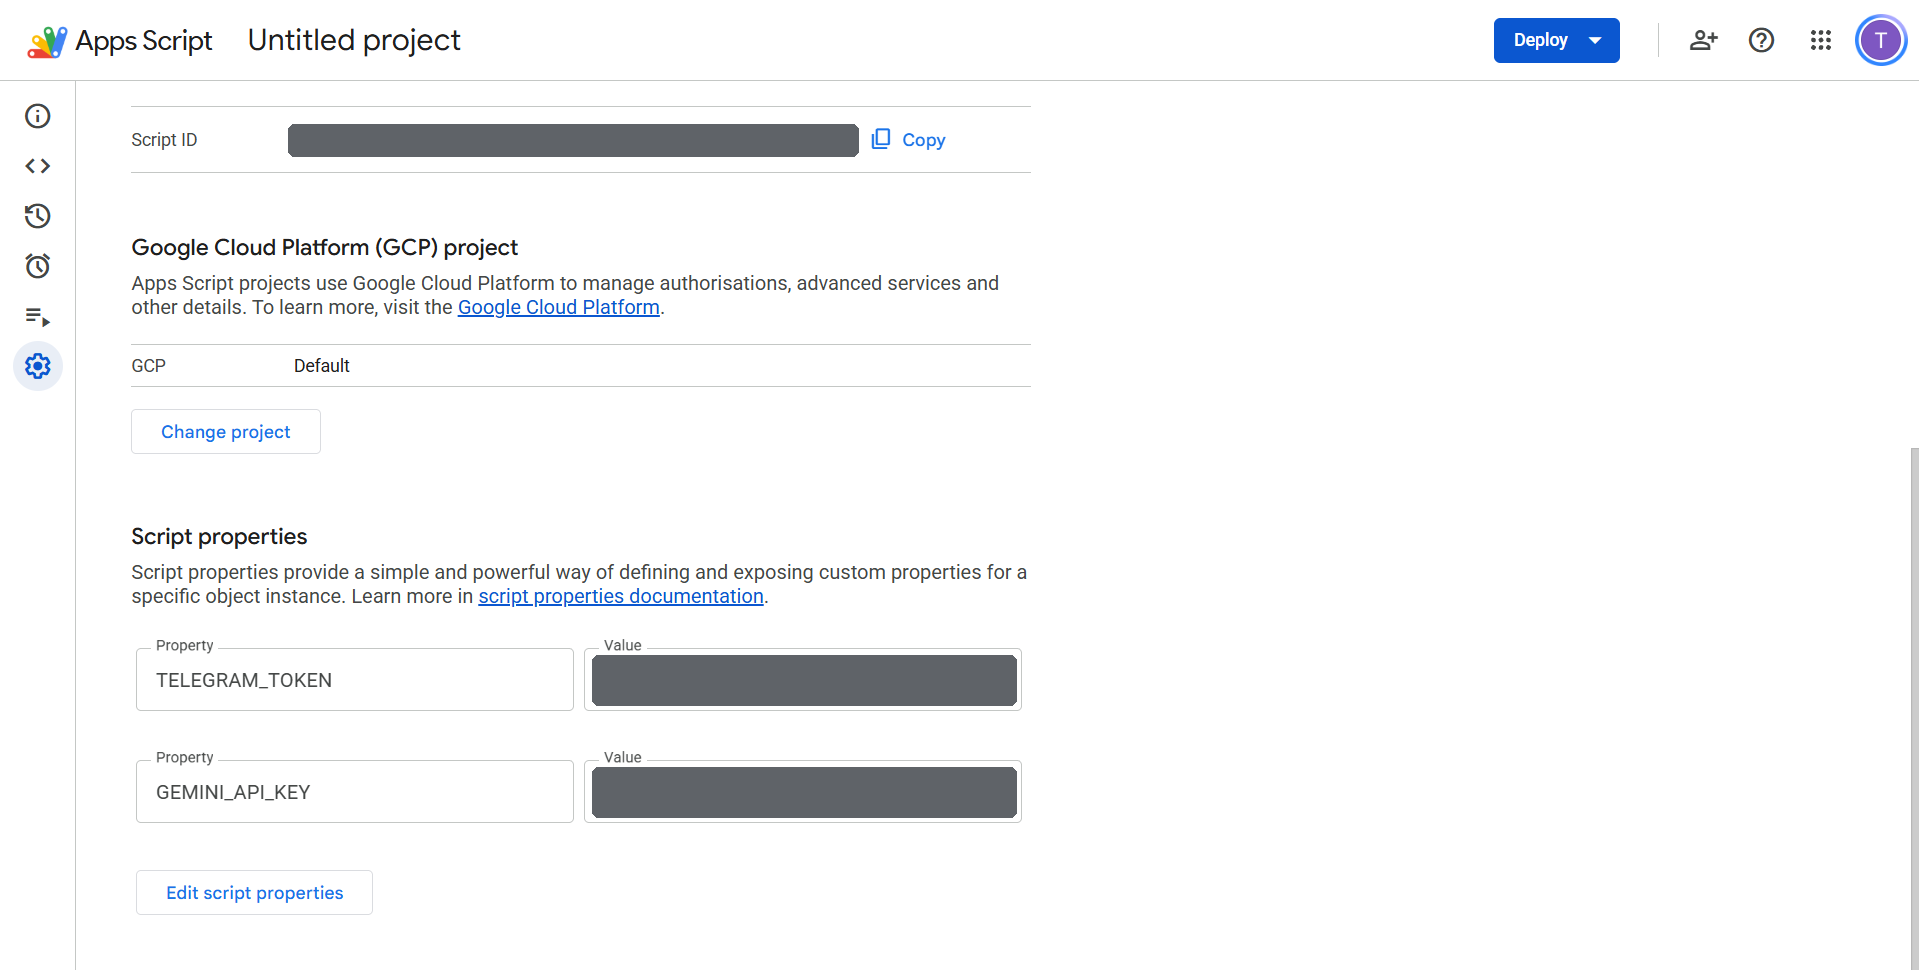 Apps Script
Untitled project
Deploy
T
Script ID
Copy
Google Cloud Platform (GCP) project
Apps Script projects use Google Cloud Platform to manage authorisations, advanced services and
other details. To learn more, visit the Google Cloud Platform.
GCP
Default
Change project
Script properties
Script properties provide a simple and powerful way of defining and exposing custom properties for a
specific object instance. Learn more in script properties documentation.
Property
Value
TELEGRAM_TOKEN
Property
Value
GEMINI_API_KEY
Edit script properties